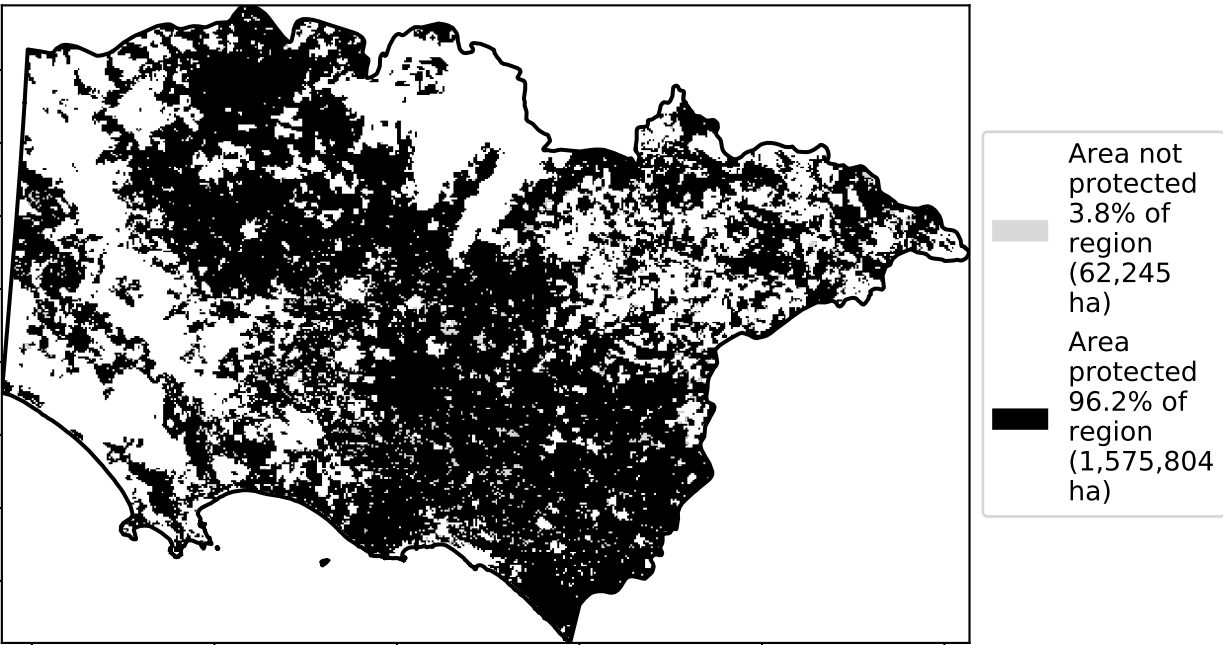 Area not
protected
3.8% of
region
(62,245
ha)
Area
protected
96.2% of
region
(1,575,804
ha)